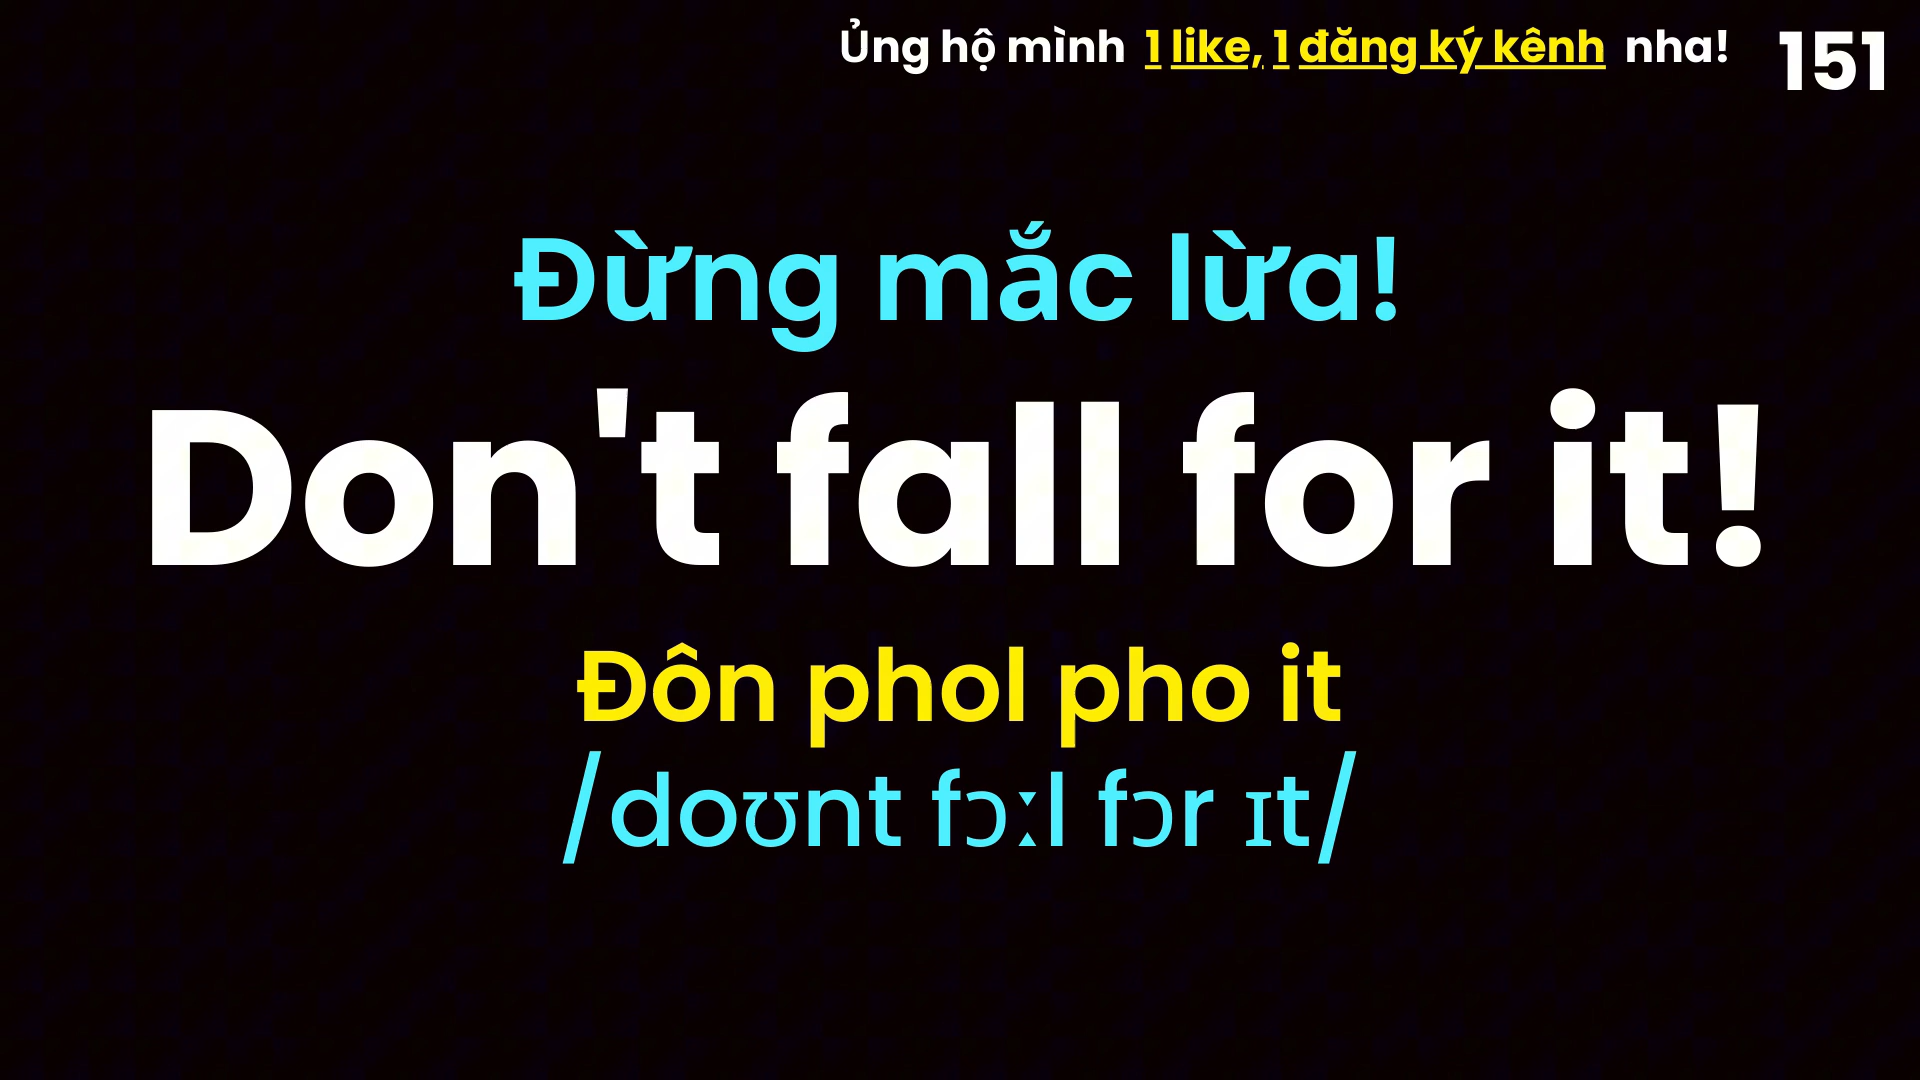 Ủng hộ mình 1 like, 1 đăng ký kênh nha! 151
Đừng mắc lừa!
Don't fall for it!
Đôn phol pho it
/doʊnt fɔːl fɔr ɪt/